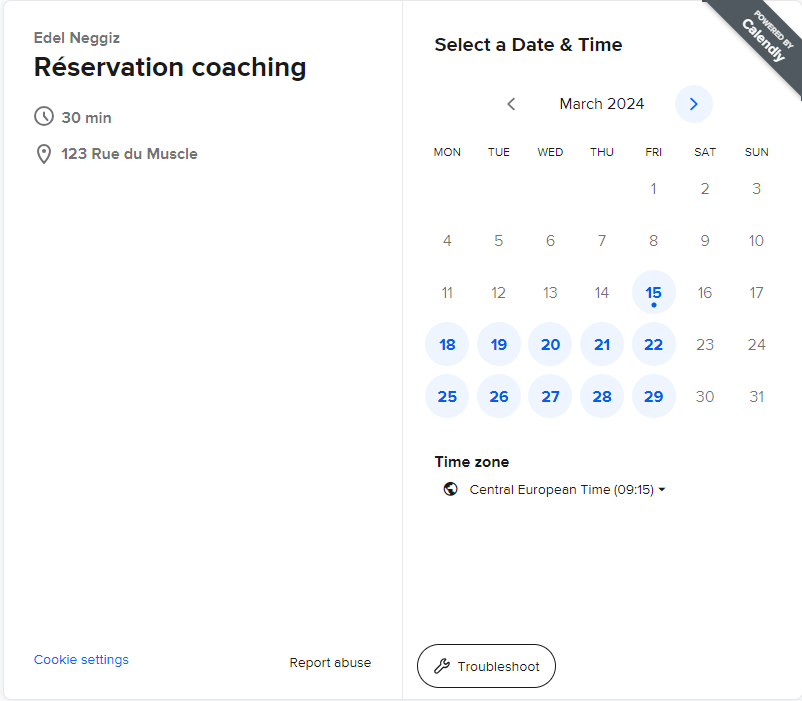 Edel Neggiz
Réservation coaching
30 min
123 Rue du Muscle
Cookie settings
Report abuse
POWERED BY
Calendly
Select a Date & Time
March 2024
MON TUE WED THU FRI SAT SUN
1 2 3
4 5 6 7 8 9 10
11 12 13 14 15 16 17
18 19 20 21 22 23 24
25 26 27 28 29 30 31
Time zone
Central European Time (09:15)
Troubleshoot